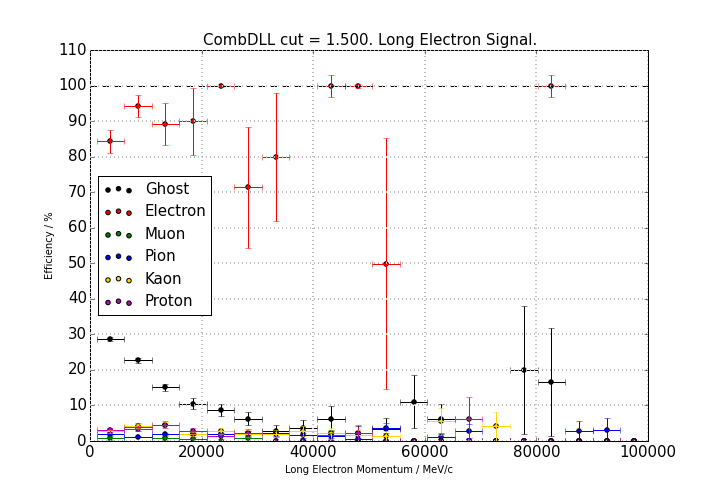 CombDLL cut = 1.500. Long Electron Signal.
110
100
90
80
70
60
50
40
30
20
10
0
Efficiency / %
Ghost
Electron
Muon
Pion
Kaon
Proton
0 20000 40000 60000 80000 100000
Long Electron Momentum / MeV/c